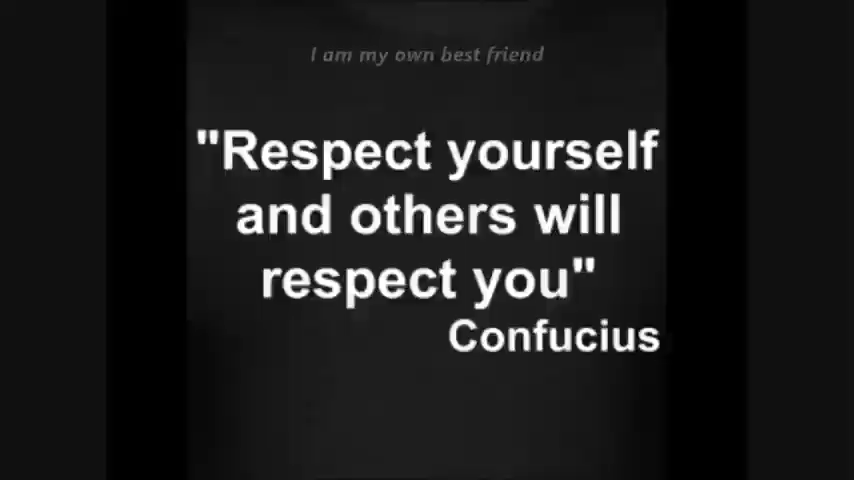 I am my own best friend
"Respect yourself
and others will
respect you"
Confucius